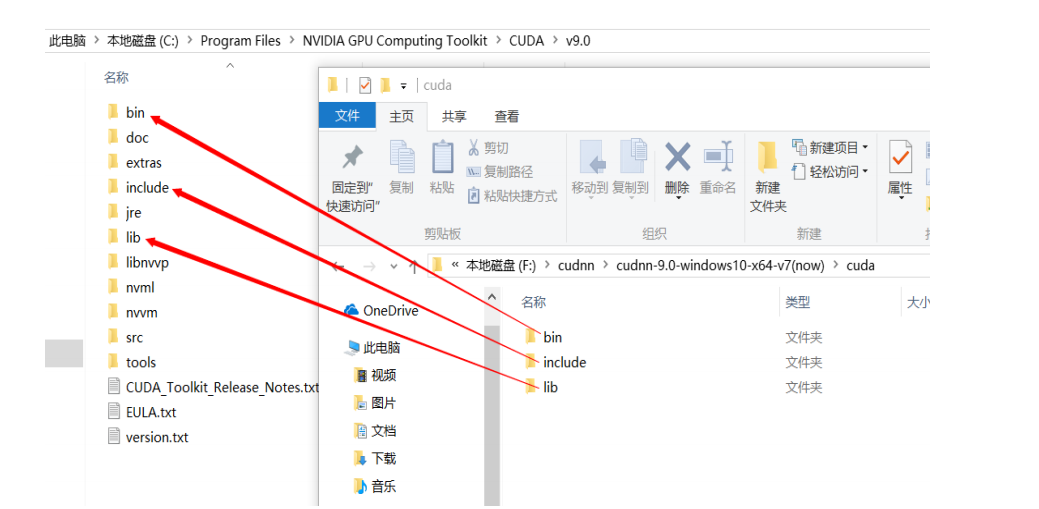 此电脑 > 本地磁盘 (C:) > Program Files > NVIDIA GPU Computing Toolkit > CUDA > v9.0
名称
bin
doc
extras
include
jre
lib
libnvvp
nvml
nvvm
src
tools
CUDA_Toolkit_Release_Notes.txt
EULA.txt
version.txt
cuda
文件 主页 共享 查看
固定到"快速访问"
复制
粘贴
剪切
复制路径
粘贴快捷方式
剪贴板
移动到 复制到 删除 重命名
组织
新建文件夹
新建项目
轻松访问
新建
属性
« 本地磁盘 (F:) > cudnn > cudnn-9.0-windows10-x64-v7(now) > cuda
OneDrive
此电脑
视频
图片
文档
下载
音乐
名称 类型 大小
bin 文件夹
include 文件夹
lib 文件夹